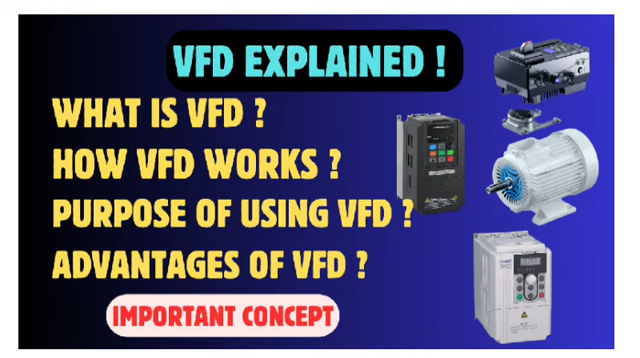 VFD EXPLAINED !
WHAT IS VFD ?
HOW VFD WORKS ?
PURPOSE OF USING VFD ?
ADVANTAGES OF VFD ?
IMPORTANT CONCEPT